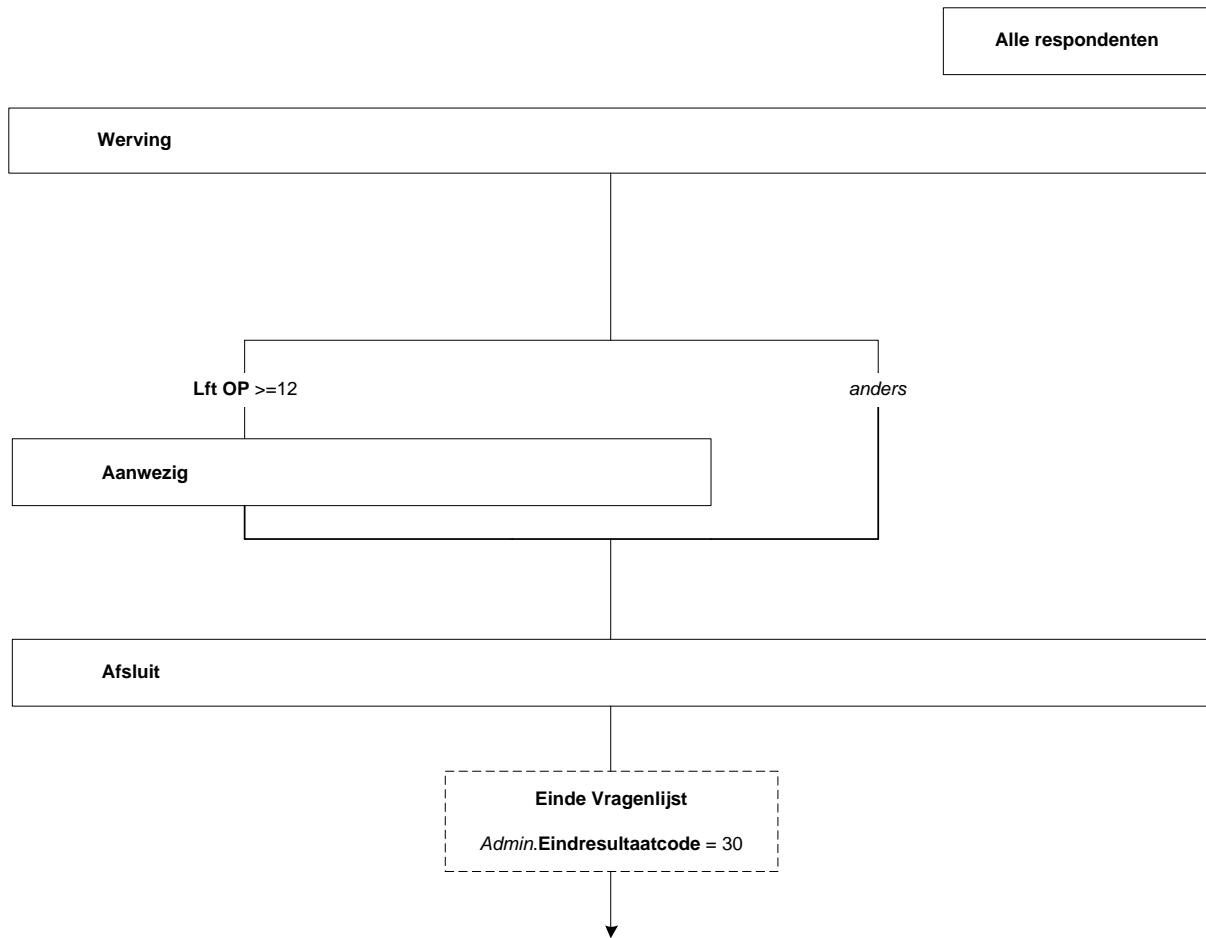 Alle respondenten
Werving
Lft OP >=12
anders
Aanwezig
Afsluit
Einde Vragenlijst
Admin.Eindresultaatcode = 30